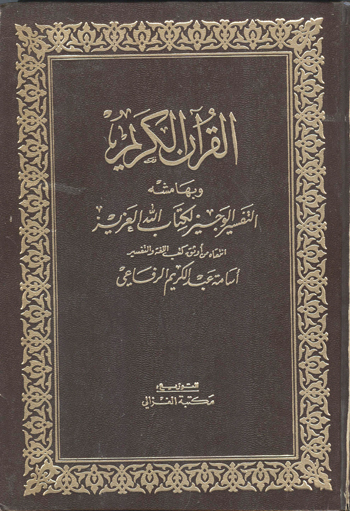 القرآن الكريم
وبهامشه
التفسير الوجيز لكتاب الله العزيز
انتقاه من أوثق كتب اللغة والتفسير
أسامة عبد الكريم الرفاعي
التوزيع
مكتبة الغزالي